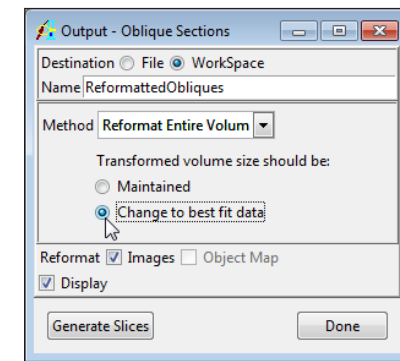 Output - Oblique Sections
Destination File WorkSpace
Name ReformattedObliques
Method Reformat Entire Volum
Transformed volume size should be:
Maintained
Change to best fit data
Reformat Images Object Map
Display
Generate Slices Done